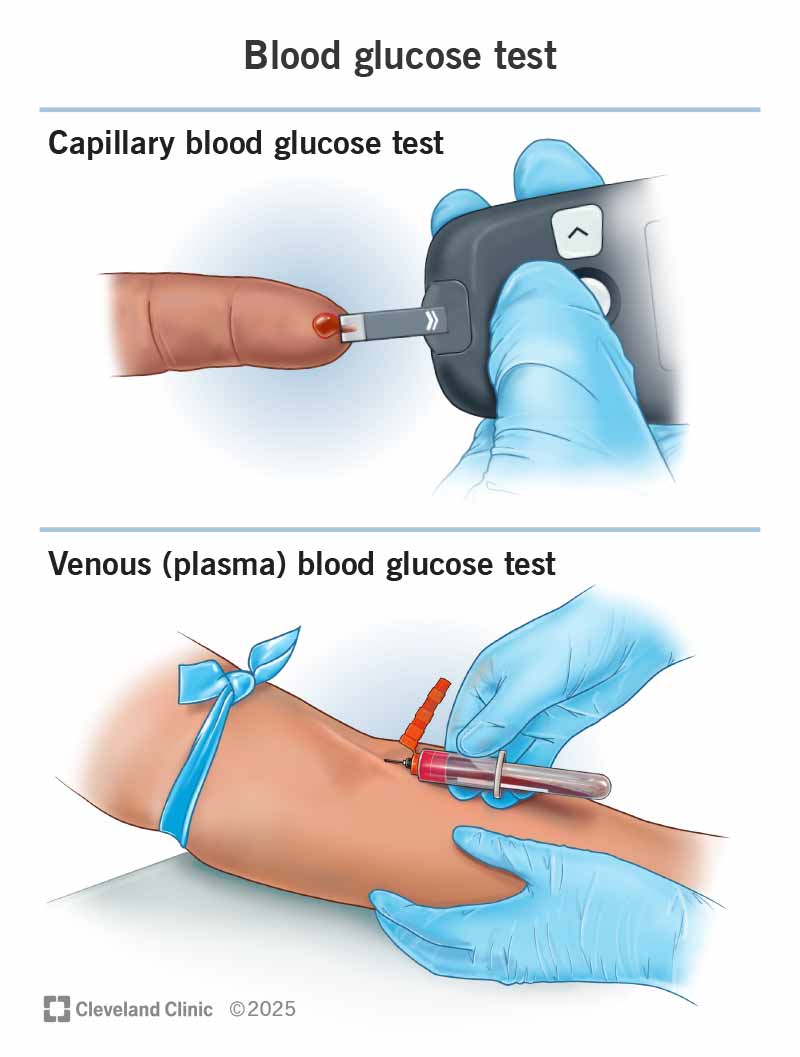 Blood glucose test
Capillary blood glucose test
Venous (plasma) blood glucose test
Cleveland Clinic ©2025